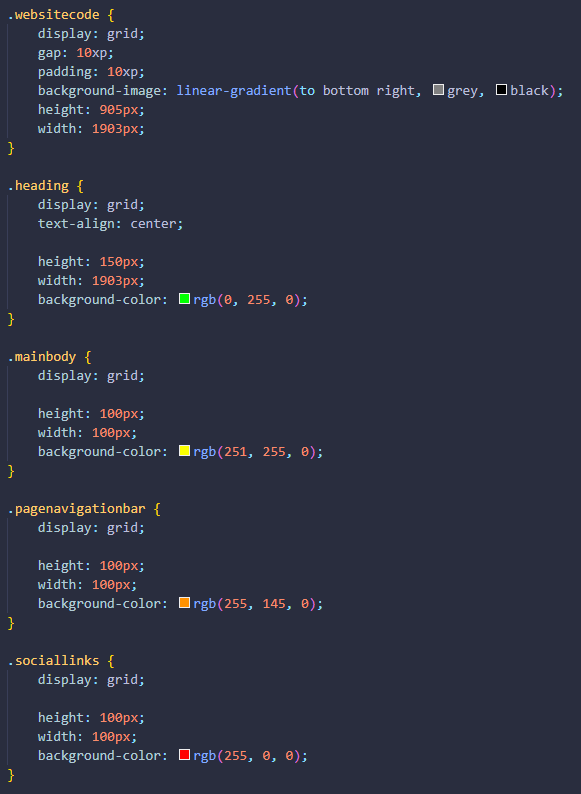 .websitecode {
    display: grid;
    gap: 10xp;
    padding: 10xp;
    background-image: linear-gradient(to bottom right, grey, black);
    height: 905px;
    width: 1903px;
}

.heading {
    display: grid;
    text-align: center;

    height: 150px;
    width: 1903px;
    background-color: rgb(0, 255, 0);
}

.mainbody {
    display: grid;

    height: 100px;
    width: 100px;
    background-color: rgb(251, 255, 0);
}

.pagenavigationbar {
    display: grid;

    height: 100px;
    width: 100px;
    background-color: rgb(255, 145, 0);
}

.sociallinks {
    display: grid;

    height: 100px;
    width: 100px;
    background-color: rgb(255, 0, 0);
}